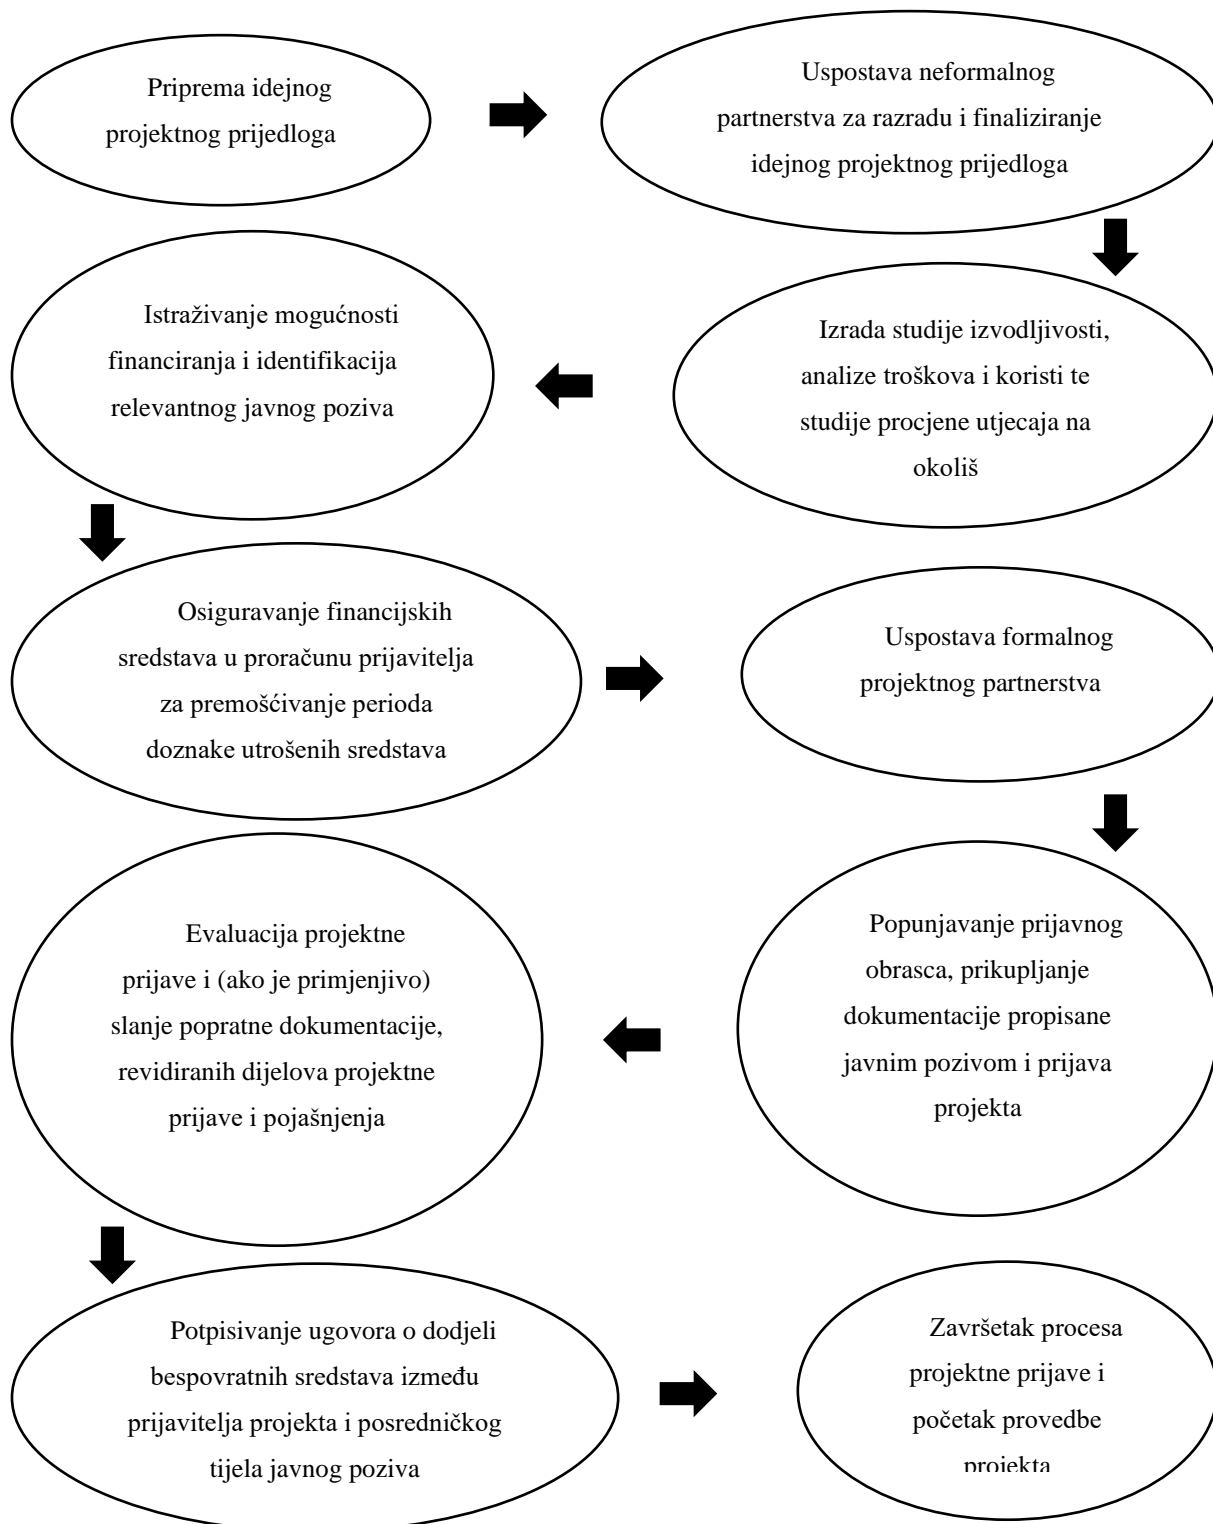 Priprema idejnog
projektnog prijedloga
Uspostava neformalnog
partnerstva za razradu i finaliziranje
idejnog projektnog prijedloga
Izrada studije izvodljivosti,
analize troškova i koristi te
studije procjene utjecaja na
okoliš
Istraživanje mogućnosti
financiranja i identifikacija
relevantnog javnog poziva
Osiguravanje financijskih
sredstava u proračunu prijavitelja
za premošćivanje perioda
doznake utrošenih sredstava
Uspostava formalnog
projektnog partnerstva
Popunjavanje prijavnog
obrasca, prikupljanje
dokumentacije propisane
javnim pozivom i prijava
projekta
Evaluacija projektne
prijave i (ako je primjenjivo)
slanje popratne dokumentacije,
revidiranih dijelova projektne
prijave i pojašnjenja
Potpisivanje ugovora o dodjeli
bespovratnih sredstava između
prijavitelja projekta i posredničkog
tijela javnog poziva
Završetak procesa
projektne prijave i
početak provedbe
projekta